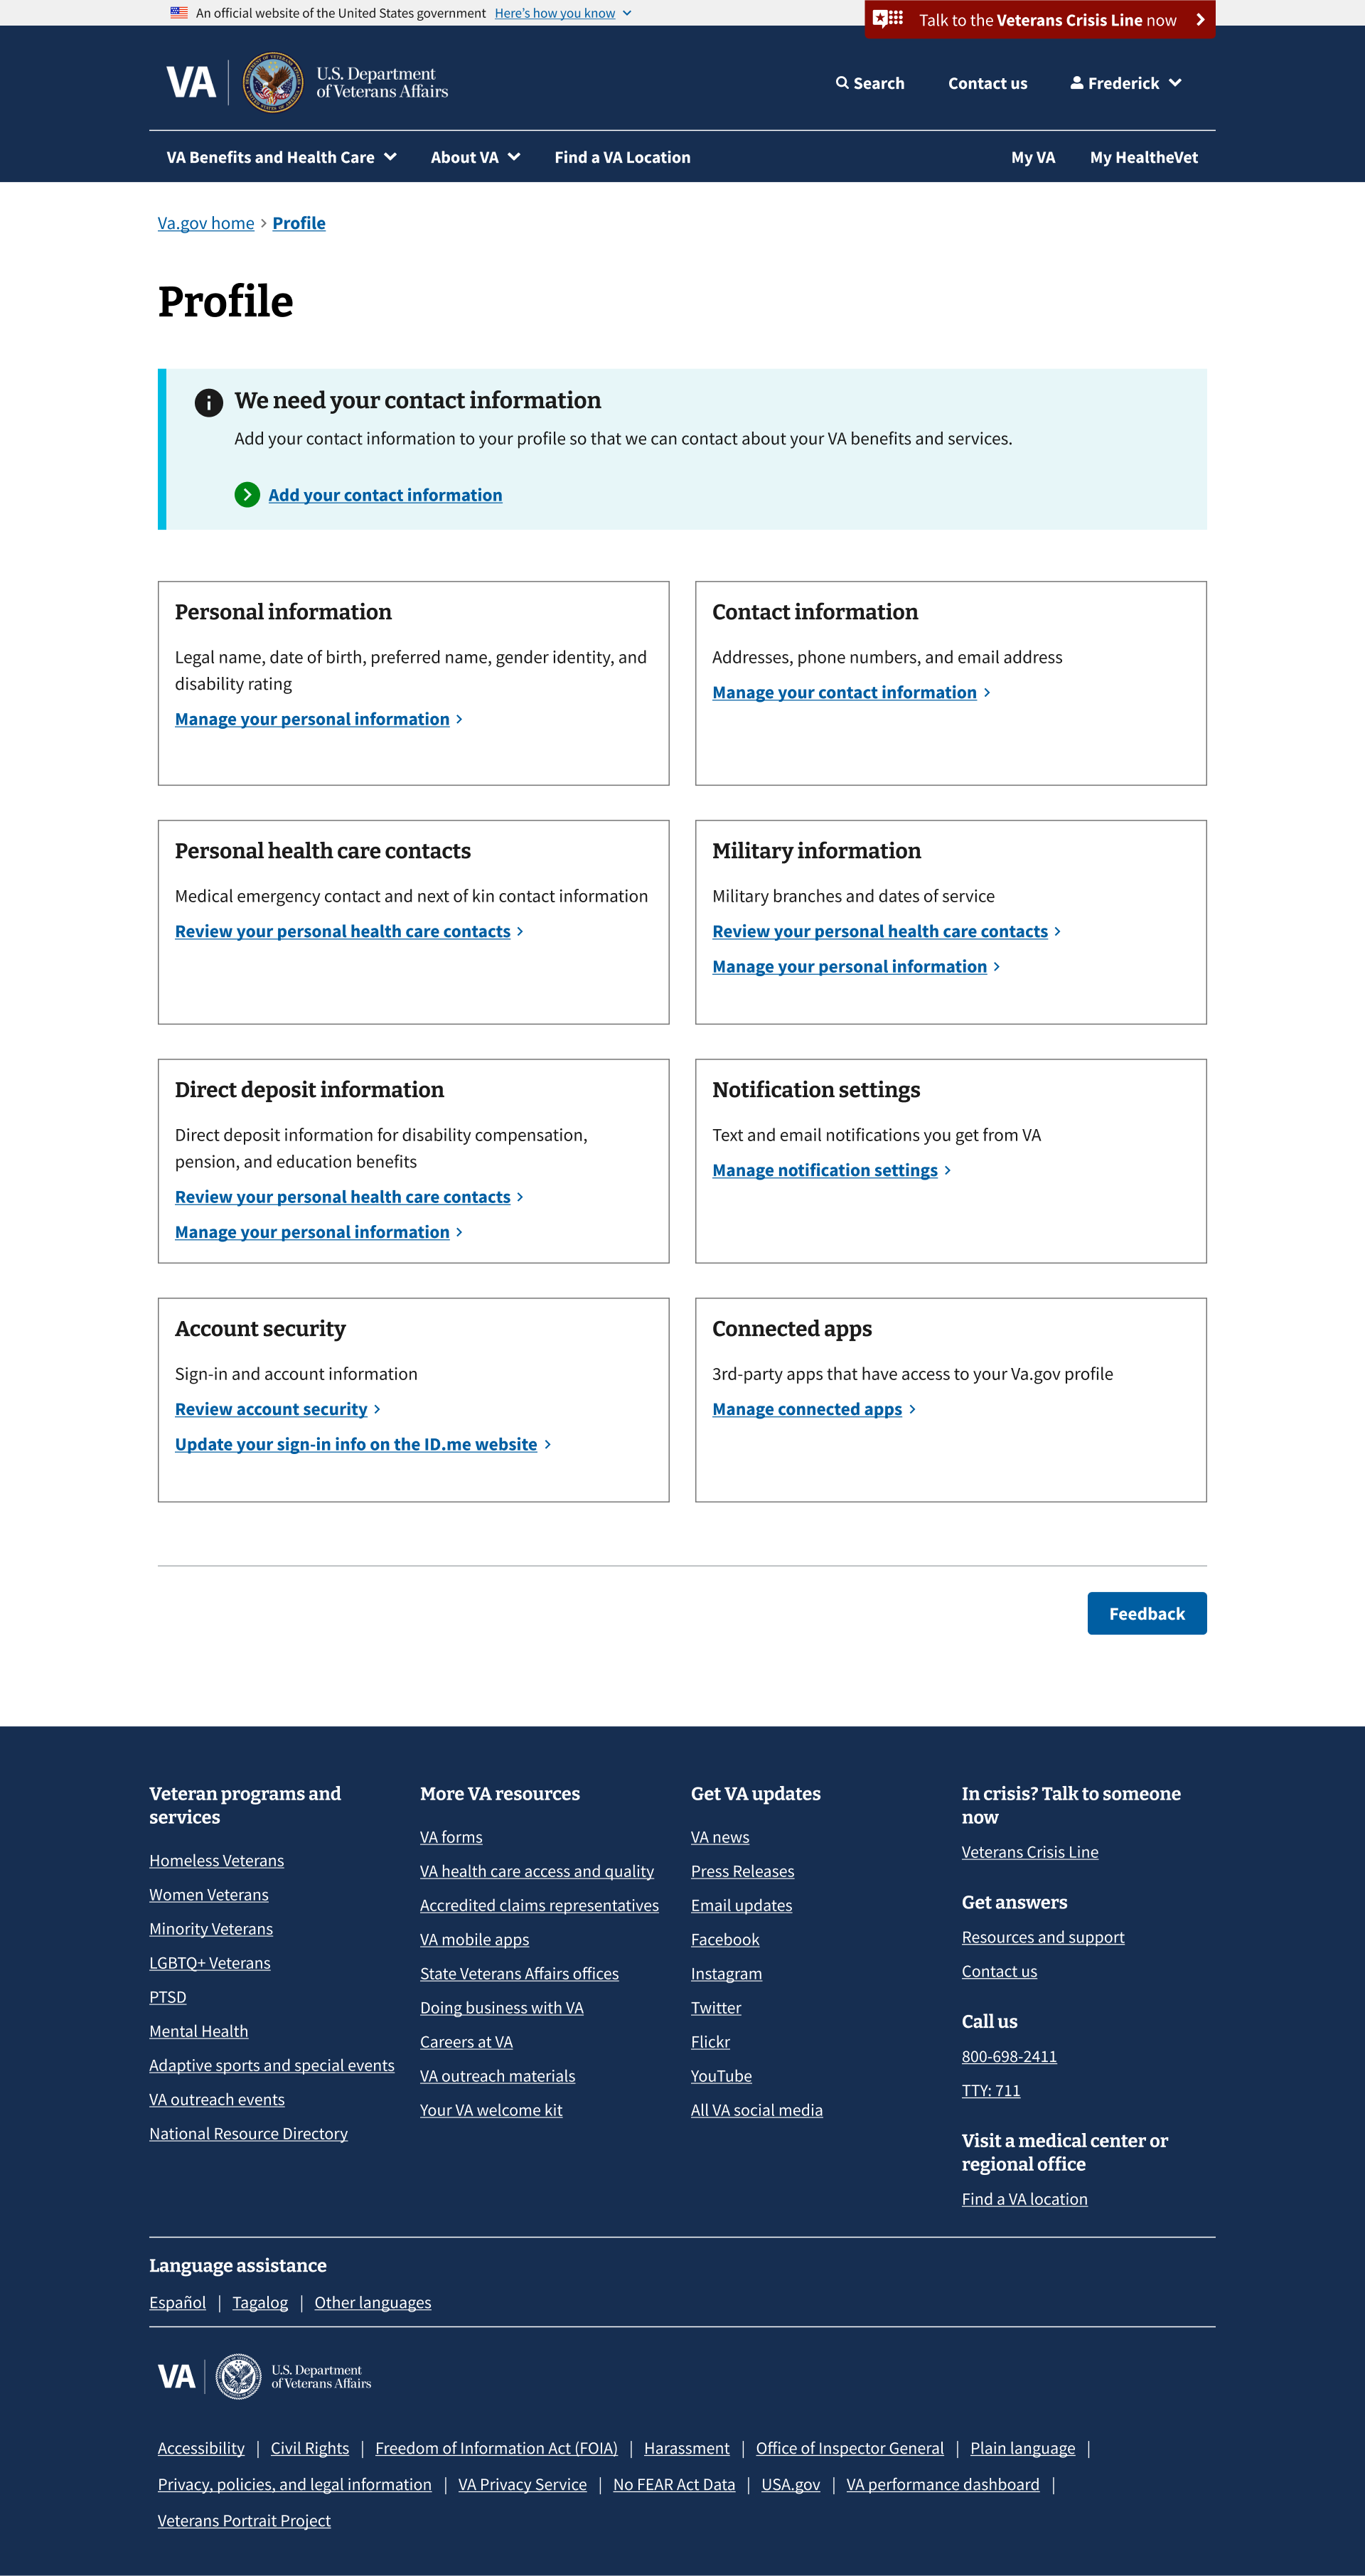 An official website of the United States government Here's how you know
Talk to the Veterans Crisis Line now
VA
U.S. Department
of Veterans Affairs
Search
Contact us
Frederick
VA Benefits and Health Care
About VA
Find a VA Location
My VA
My HealtheVet
Va.gov home > Profile
Profile
We need your contact information
Add your contact information to your profile so that we can contact about your VA benefits and services.
Add your contact information
Personal information
Legal name, date of birth, preferred name, gender identity, and
disability rating
Manage your personal information
Contact information
Addresses, phone numbers, and email address
Manage your contact information
Personal health care contacts
Medical emergency contact and next of kin contact information
Review your personal health care contacts
Military information
Military branches and dates of service
Review your personal health care contacts
Manage your personal information
Direct deposit information
Direct deposit information for disability compensation,
pension, and education benefits
Review your personal health care contacts
Manage your personal information
Notification settings
Text and email notifications you get from VA
Manage notification settings
Account security
Sign-in and account information
Review account security
Update your sign-in info on the ID.me website
Connected apps
3rd-party apps that have access to your Va.gov profile
Manage connected apps
Feedback
Veteran programs and
services
Homeless Veterans
Women Veterans
Minority Veterans
LGBTQ+ Veterans
PTSD
Mental Health
Adaptive sports and special events
VA outreach events
National Resource Directory
More VA resources
VA forms
VA health care access and quality
Accredited claims representatives
VA mobile apps
State Veterans Affairs offices
Doing business with VA
Careers at VA
VA outreach materials
Your VA welcome kit
Get VA updates
VA news
Press Releases
Email updates
Facebook
Instagram
Twitter
Flickr
YouTube
All VA social media
In crisis? Talk to someone
now
Veterans Crisis Line
Get answers
Resources and support
Contact us
Call us
800-698-2411
TTY: 711
Visit a medical center or
regional office
Find a VA location
Language assistance
Español | Tagalog | Other languages
VA
U.S. Department
of Veterans Affairs
Accessibility | Civil Rights | Freedom of Information Act (FOIA) | Harassment | Office of Inspector General | Plain language |
Privacy, policies, and legal information | VA Privacy Service | No FEAR Act Data | USA.gov | VA performance dashboard |
Veterans Portrait Project